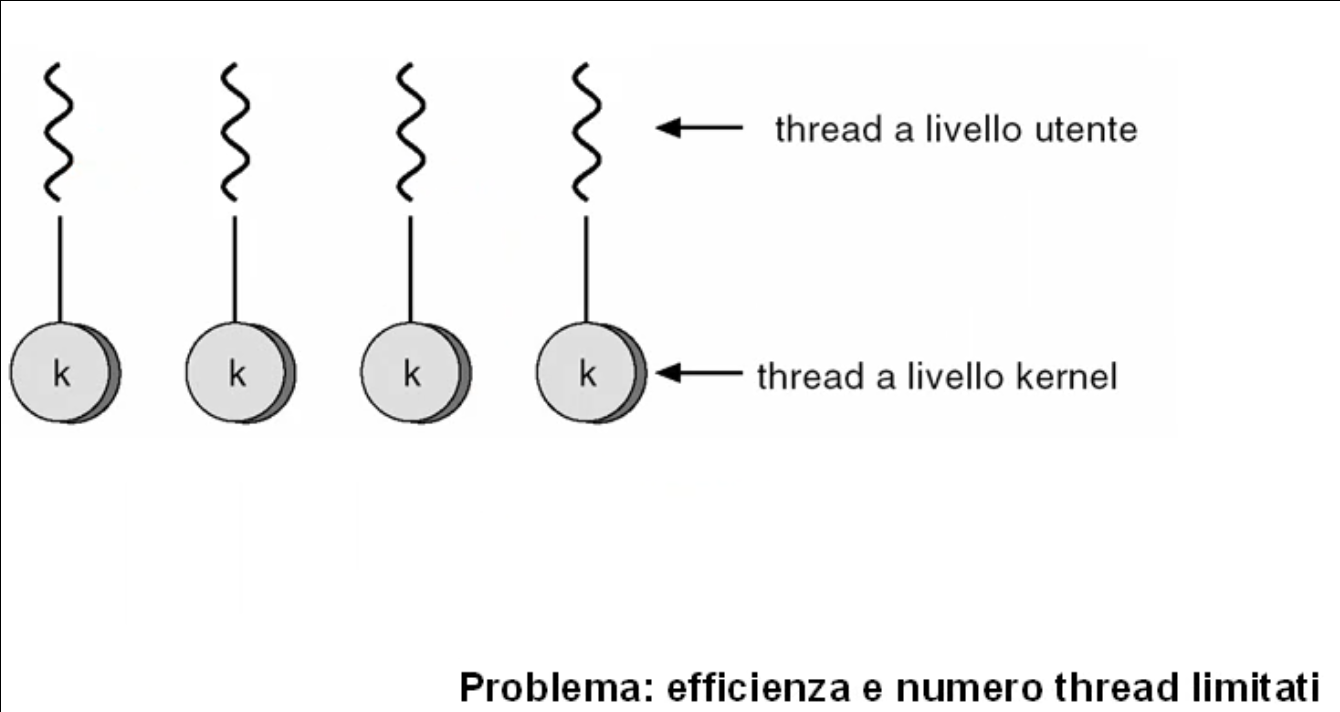 thread a livello utente
k k k k
thread a livello kernel
Problema: efficienza e numero thread limitati